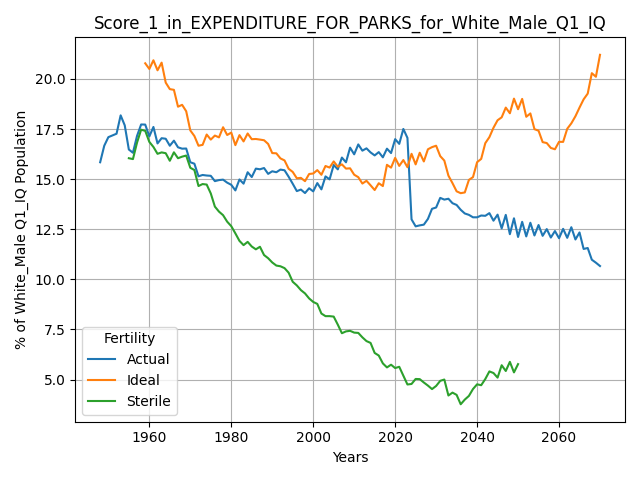 Score_1_in_EXPENDITURE_FOR_PARKS_for_White_Male_Q1_IQ
% of White_Male Q1_IQ Population
20.0
17.5
15.0
12.5
10.0
7.5
5.0
Fertility
Actual
Ideal
Sterile
1960 1980 2000 2020 2040 2060
Years